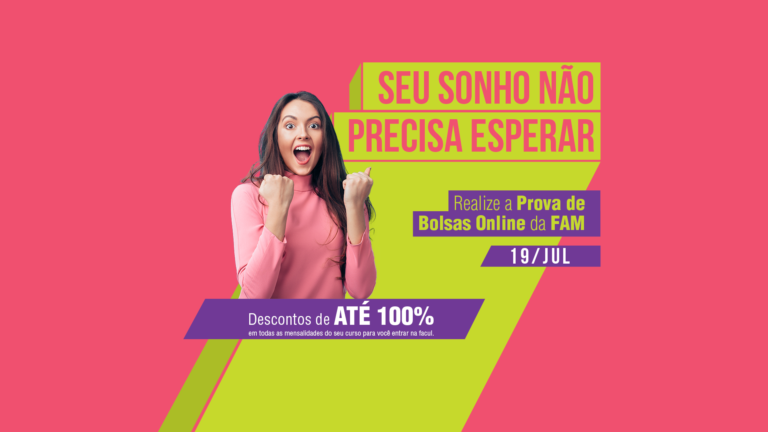 SEU SONHO NÃO
PRECISA ESPERAR
Realize a Prova de
Bolsas Online da FAM
19/JUL
Descontos de ATÉ 100%
em todas as mensalidades do seu curso para você entrar na facul.